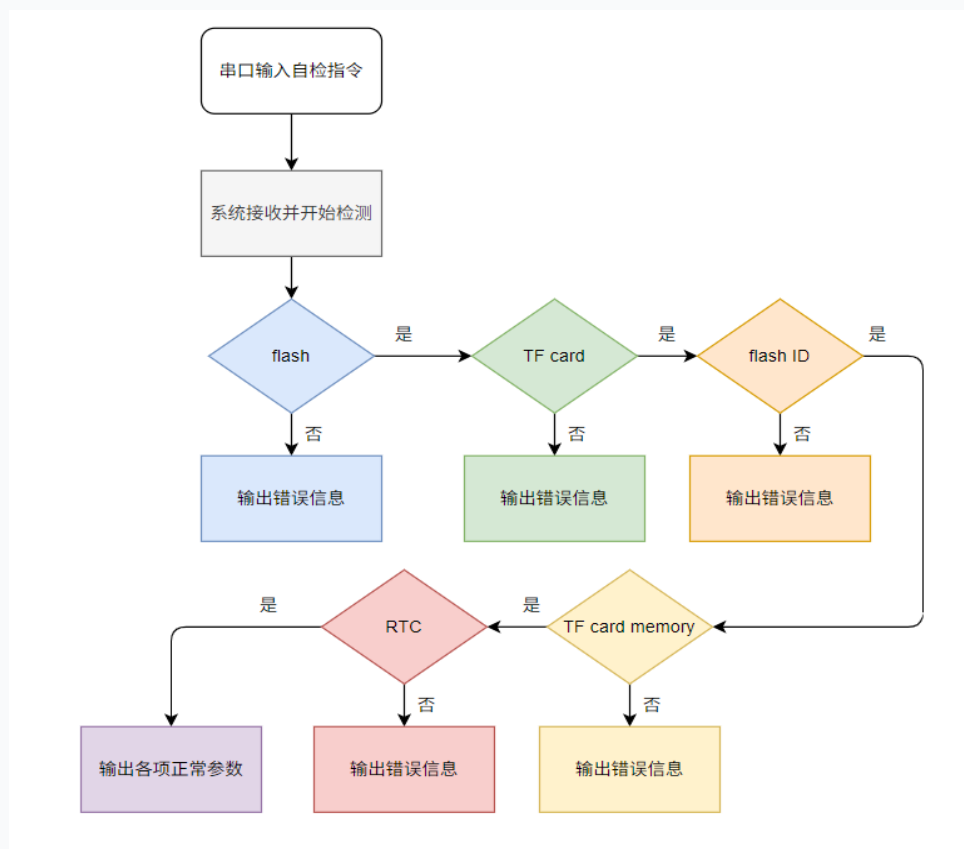 串口输入自检指令
系统接收并开始检测
flash
是
TF card
是
flash ID
是
否
否
否
输出错误信息
输出错误信息
输出错误信息
TF card memory
是
RTC
是
否
否
输出错误信息
输出错误信息
输出各项正常参数